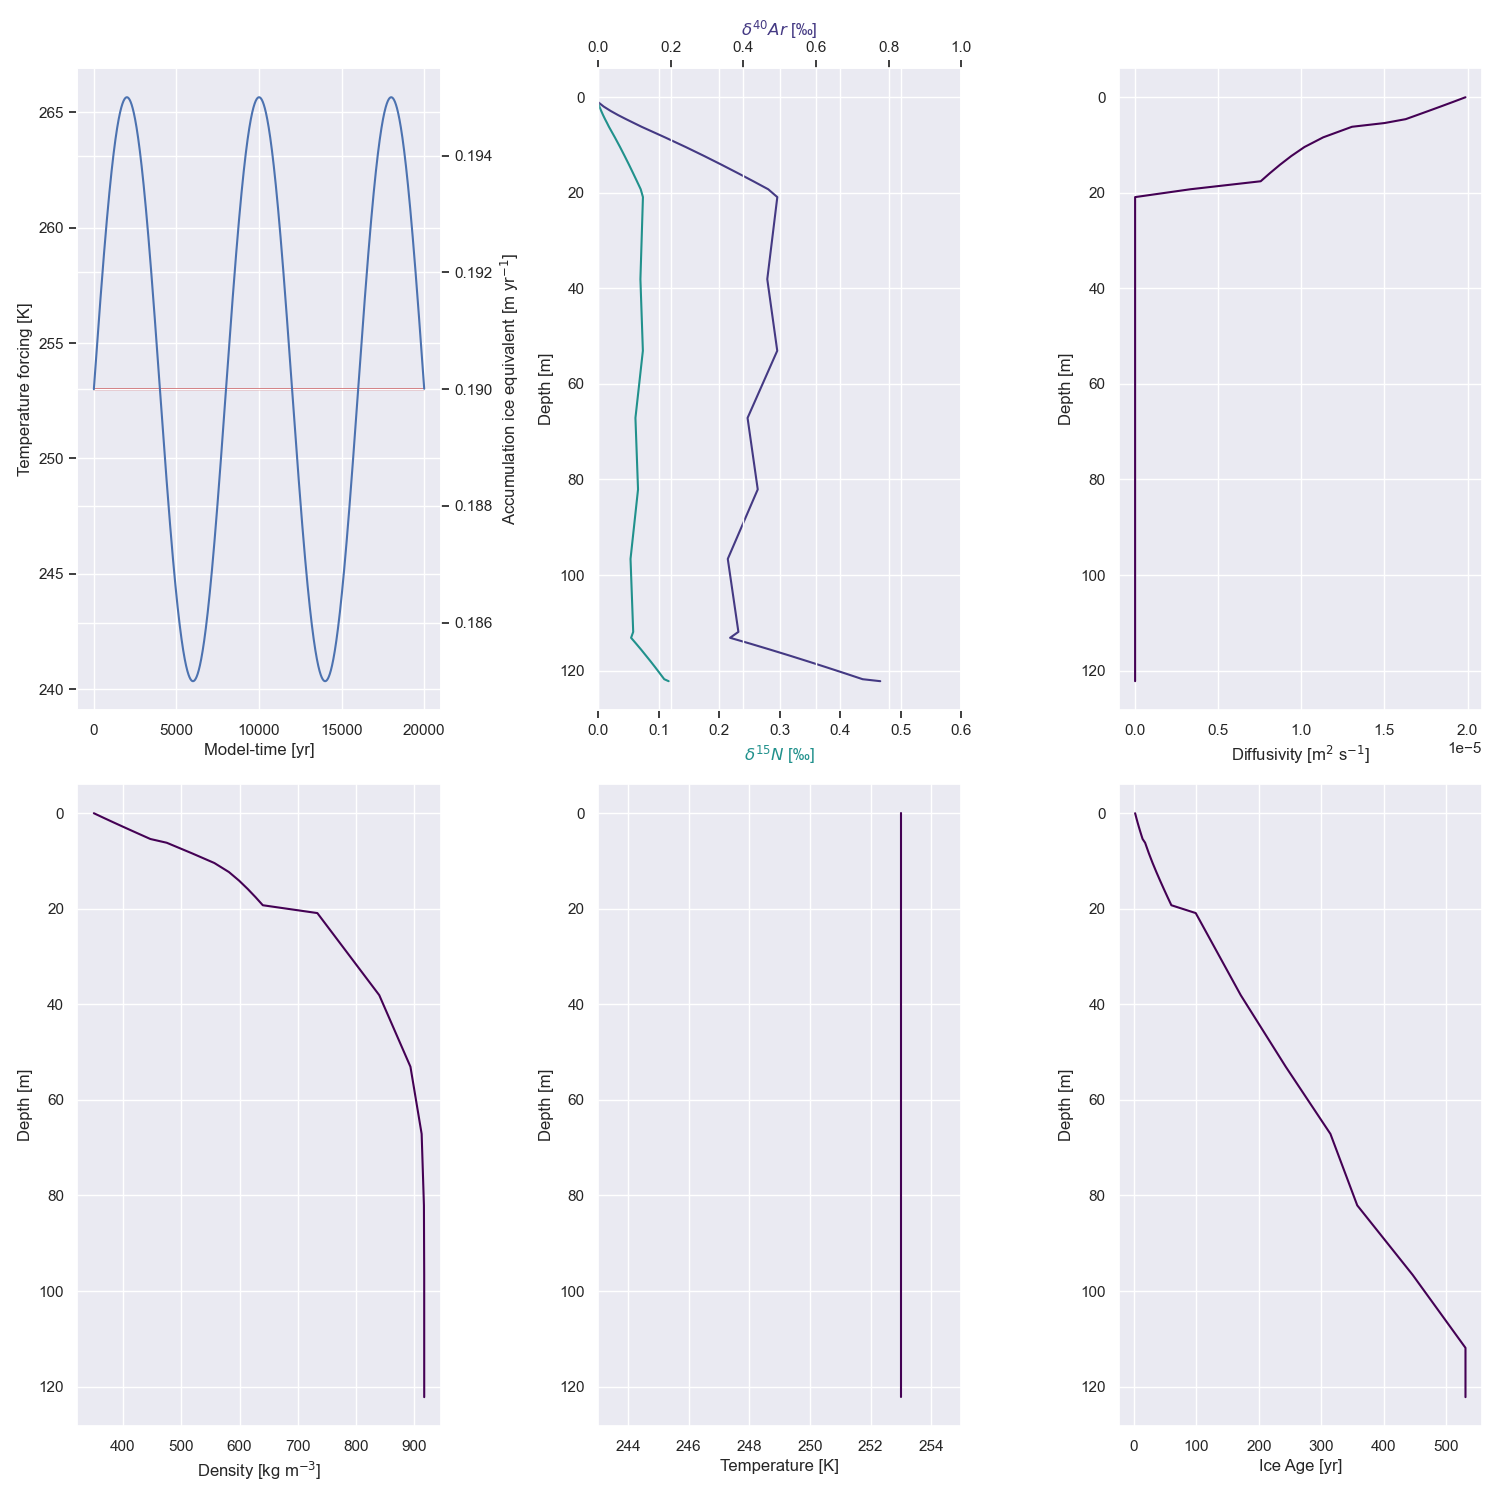 δ⁴⁰Ar [‰]
0.0 0.2 0.4 0.6 0.8 1.0
265
260
255
250
245
240
Temperature forcing [K]
0.194
0.192
0.190
0.188
0.186
Accumulation ice equivalent [m yr⁻¹]
0 5000 10000 15000 20000
Model-time [yr]
0
20
40
60
80
100
120
Depth [m]
0.0 0.1 0.2 0.3 0.4 0.5 0.6
δ¹⁵N [‰]
0
20
40
60
80
100
120
Depth [m]
0.0 0.5 1.0 1.5 2.0
1e−5
Diffusivity [m² s⁻¹]
0
20
40
60
80
100
120
Depth [m]
400 500 600 700 800 900
Density [kg m⁻³]
0
20
40
60
80
100
120
Depth [m]
244 246 248 250 252 254
Temperature [K]
0
20
40
60
80
100
120
Depth [m]
0 100 200 300 400 500
Ice Age [yr]